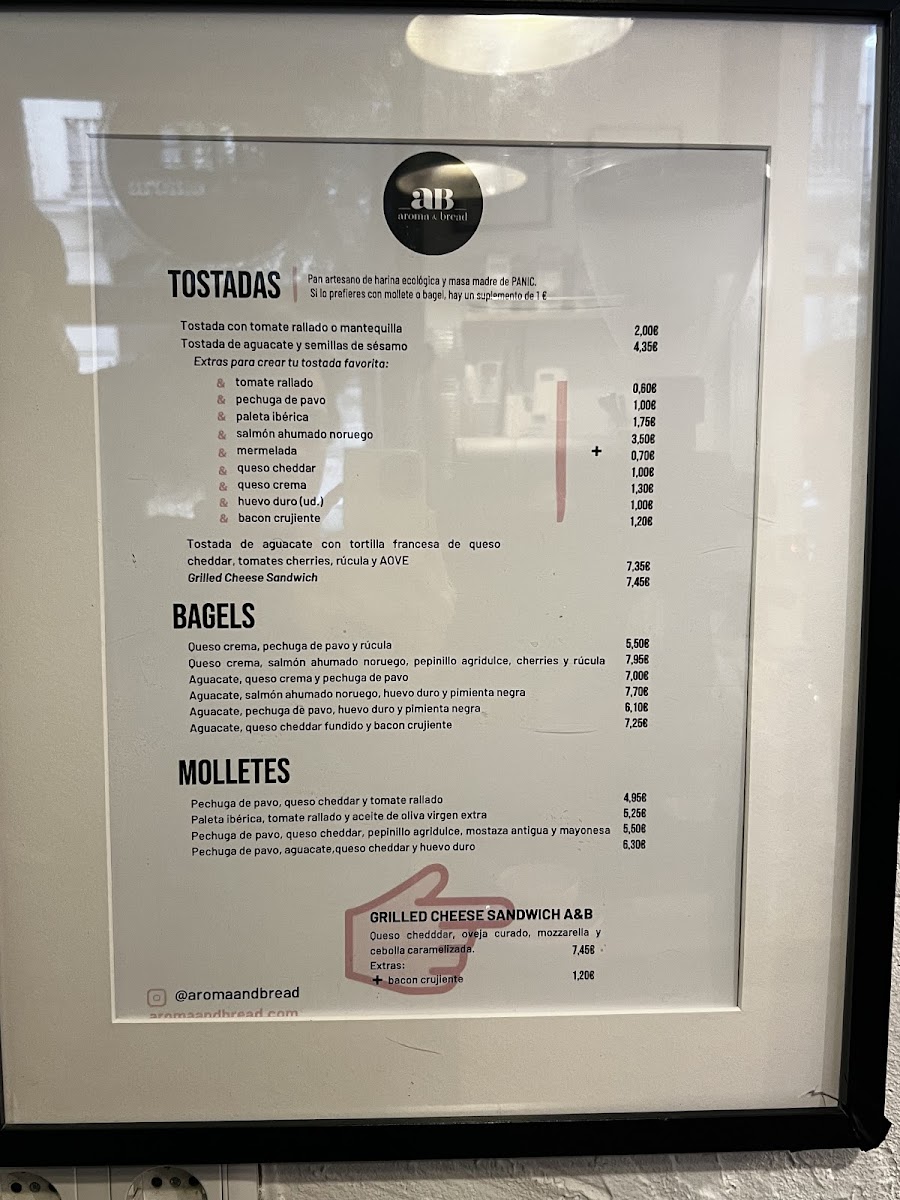 aB
aroma & bread
TOSTADAS
Pan artesano de harina ecológica y masa madre de PANIC.
Si lo prefieres con mollete o bagel, hay un suplemento de 1 €
Tostada con tomate rallado o mantequilla 2,00€
Tostada de aguacate y semillas de sésamo 4,35€
Extras para crear tu tostada favorita:
& tomate rallado 0,60€
& pechuga de pavo 1,00€
& paleta ibérica 1,75€
& salmón ahumado noruego 3,50€
& mermelada + 0,70€
& queso cheddar 1,00€
& queso crema 1,30€
& huevo duro (ud.) 1,00€
& bacon crujiente 1,20€
Tostada de aguacate con tortilla francesa de queso
cheddar, tomates cherries, rúcula y AOVE 7,35€
Grilled Cheese Sandwich 7,45€
BAGELS
Queso crema, pechuga de pavo y rúcula 5,50€
Queso crema, salmón ahumado noruego, pepinillo agridulce, cherries y rúcula 7,95€
Aguacate, queso crema y pechuga de pavo 7,00€
Aguacate, salmón ahumado noruego, huevo duro y pimienta negra 7,70€
Aguacate, pechuga de pavo, huevo duro y pimienta negra 6,10€
Aguacate, queso cheddar fundido y bacon crujiente 7,25€
MOLLETES
Pechuga de pavo, queso cheddar y tomate rallado 4,95€
Paleta ibérica, tomate rallado y aceite de oliva virgen extra 5,25€
Pechuga de pavo, queso cheddar, pepinillo agridulce, mostaza antigua y mayonesa 5,50€
Pechuga de pavo, aguacate,queso cheddar y huevo duro 6,30€
GRILLED CHEESE SANDWICH A&B
Queso chedddar, oveja curado, mozzarella y
cebolla caramelizada. 7,45€
Extras:
+ bacon crujiente 1,20€
@aromaandbread
aromaandbread.com